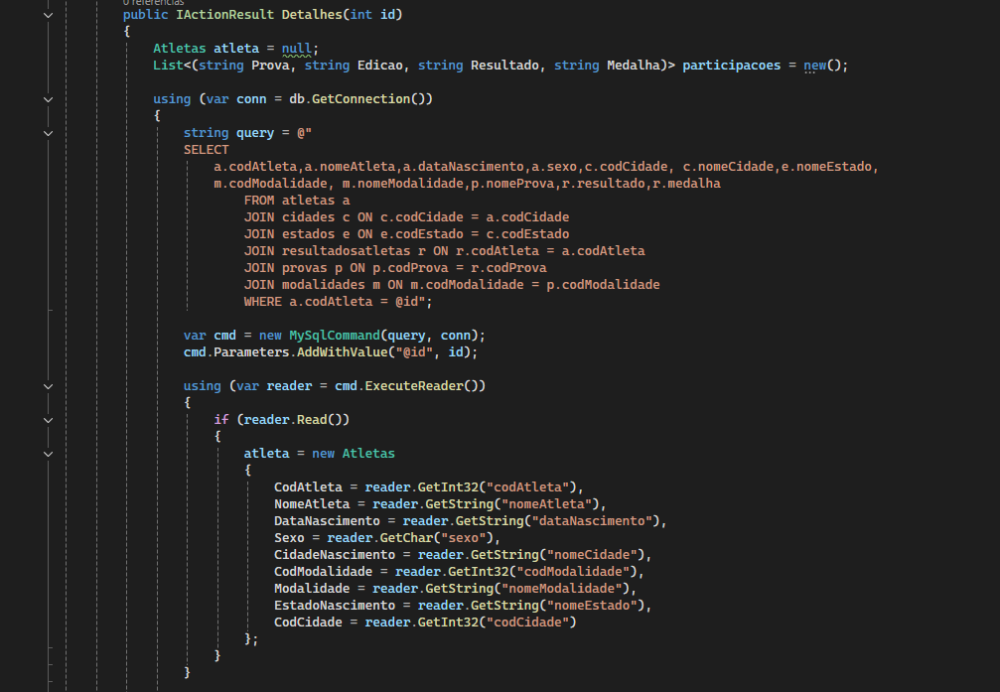 0 referências
public IActionResult Detalhes(int id)
{
Atletas atleta = null;
List<(string Prova, string Edicao, string Resultado, string Medalha)> participacoes = new();
using (var conn = db.GetConnection())
{
string query = @"
SELECT
a.codAtleta,a.nomeAtleta,a.dataNascimento,a.sexo,c.codCidade, c.nomeCidade,e.nomeEstado,
m.codModalidade, m.nomeModalidade,p.nomeProva,r.resultado,r.medalha
FROM atletas a
JOIN cidades c ON c.codCidade = a.codCidade
JOIN estados e ON e.codEstado = c.codEstado
JOIN resultadosatletas r ON r.codAtleta = a.codAtleta
JOIN provas p ON p.codProva = r.codProva
JOIN modalidades m ON m.codModalidade = p.codModalidade
WHERE a.codAtleta = @id";
var cmd = new MySqlCommand(query, conn);
cmd.Parameters.AddWithValue("@id", id);
using (var reader = cmd.ExecuteReader())
{
if (reader.Read())
{
atleta = new Atletas
{
CodAtleta = reader.GetInt32("codAtleta"),
NomeAtleta = reader.GetString("nomeAtleta"),
DataNascimento = reader.GetString("dataNascimento"),
Sexo = reader.GetChar("sexo"),
CidadeNascimento = reader.GetString("nomeCidade"),
CodModalidade = reader.GetInt32("codModalidade"),
Modalidade = reader.GetString("nomeModalidade"),
EstadoNascimento = reader.GetString("nomeEstado"),
CodCidade = reader.GetInt32("codCidade")
};
}
}